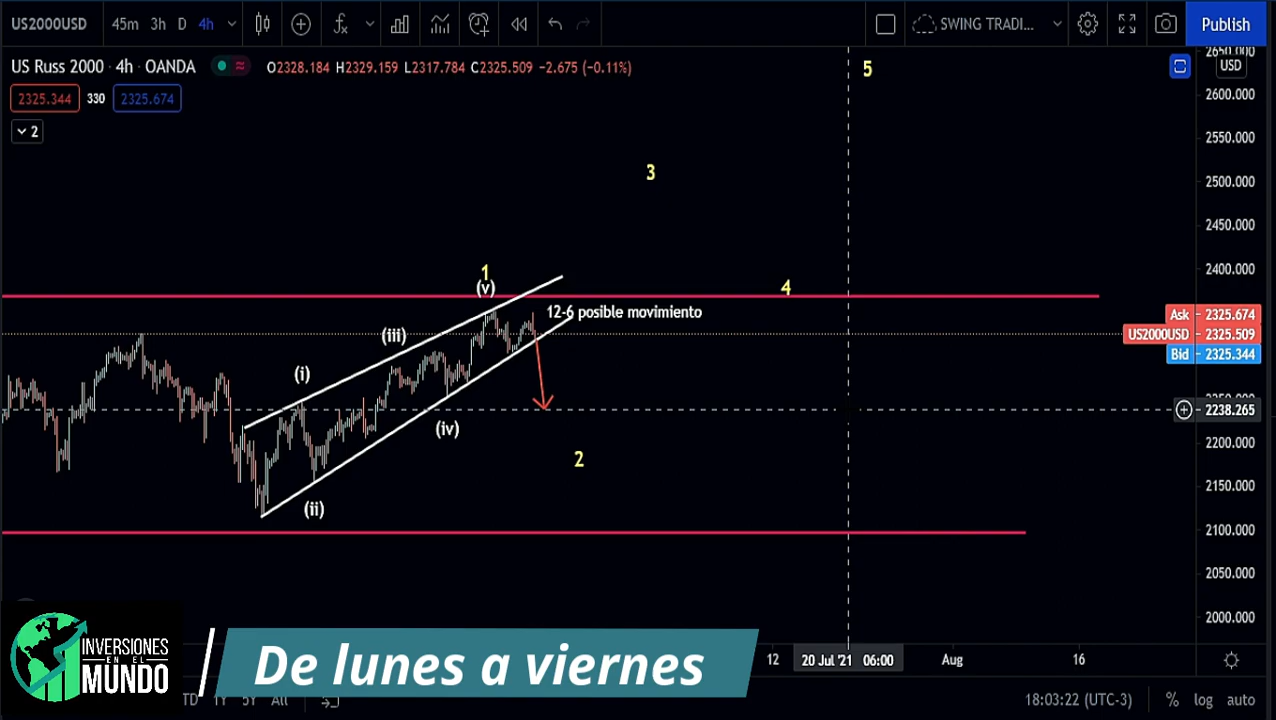 US2000USD 45m 3h D 4h SWING TRADI... Publish
US Russ 2000 · 4h · OANDA O2328.184 H2329.159 L2317.784 C2325.509 −2.675 (−0.11%)
2325.344 330 2325.674
2
USD
2650.000
2600.000
2550.000
2500.000
2450.000
2400.000
Ask 2325.674
US2000USD 2325.509
Bid 2325.344
2238.265
2200.000
2150.000
2100.000
2050.000
2000.000
5
3
1
(v)
4
12-6 posible movimiento
(iii)
(i)
(iv)
2
(ii)
INVERSIONES
EN EL
MUNDO
De lunes a viernes
12 20 Jul '21 06:00 Aug 16
1Y 5Y All 18:03:22 (UTC-3) % log auto